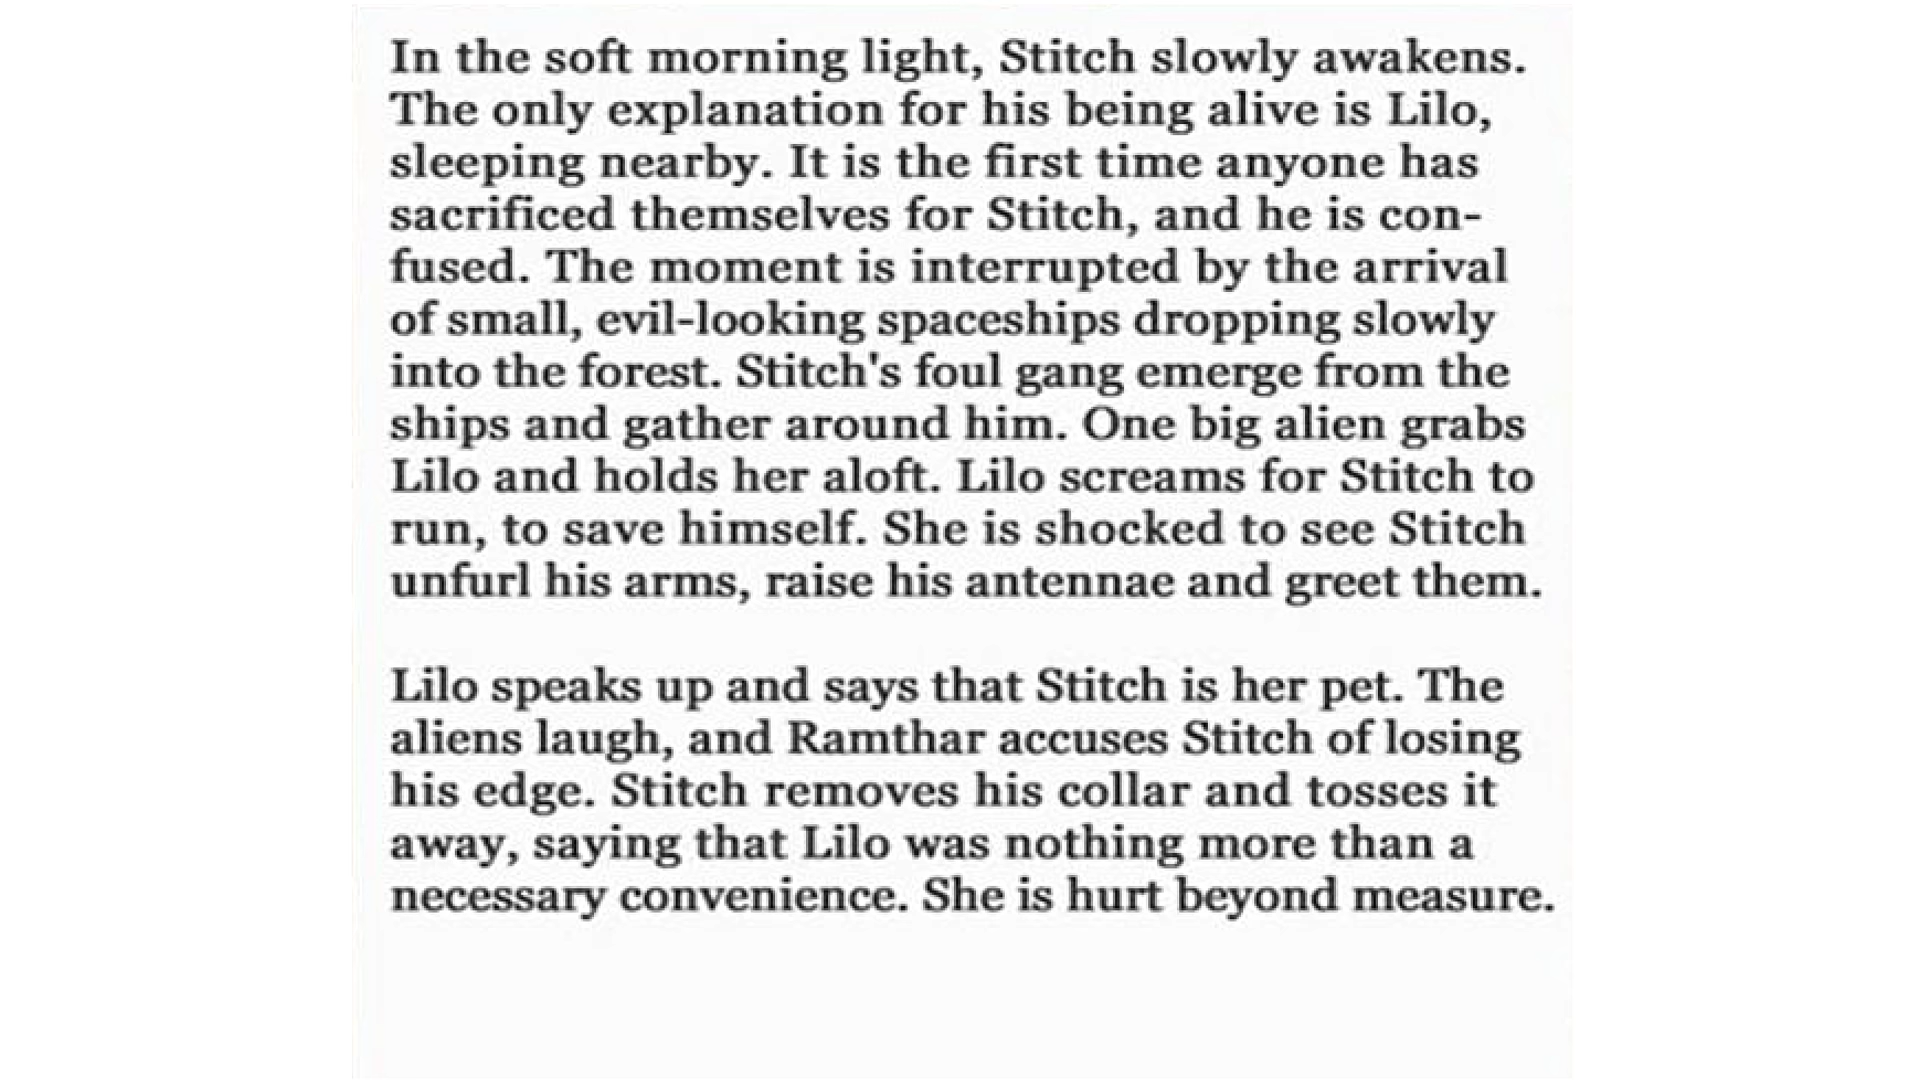 In the soft morning light, Stitch slowly awakens.
The only explanation for his being alive is Lilo,
sleeping nearby. It is the first time anyone has
sacrificed themselves for Stitch, and he is con-
fused. The moment is interrupted by the arrival
of small, evil-looking spaceships dropping slowly
into the forest. Stitch's foul gang emerge from the
ships and gather around him. One big alien grabs
Lilo and holds her aloft. Lilo screams for Stitch to
run, to save himself. She is shocked to see Stitch
unfurl his arms, raise his antennae and greet them.
Lilo speaks up and says that Stitch is her pet. The
aliens laugh, and Ramthar accuses Stitch of losing
his edge. Stitch removes his collar and tosses it
away, saying that Lilo was nothing more than a
necessary convenience. She is hurt beyond measure.